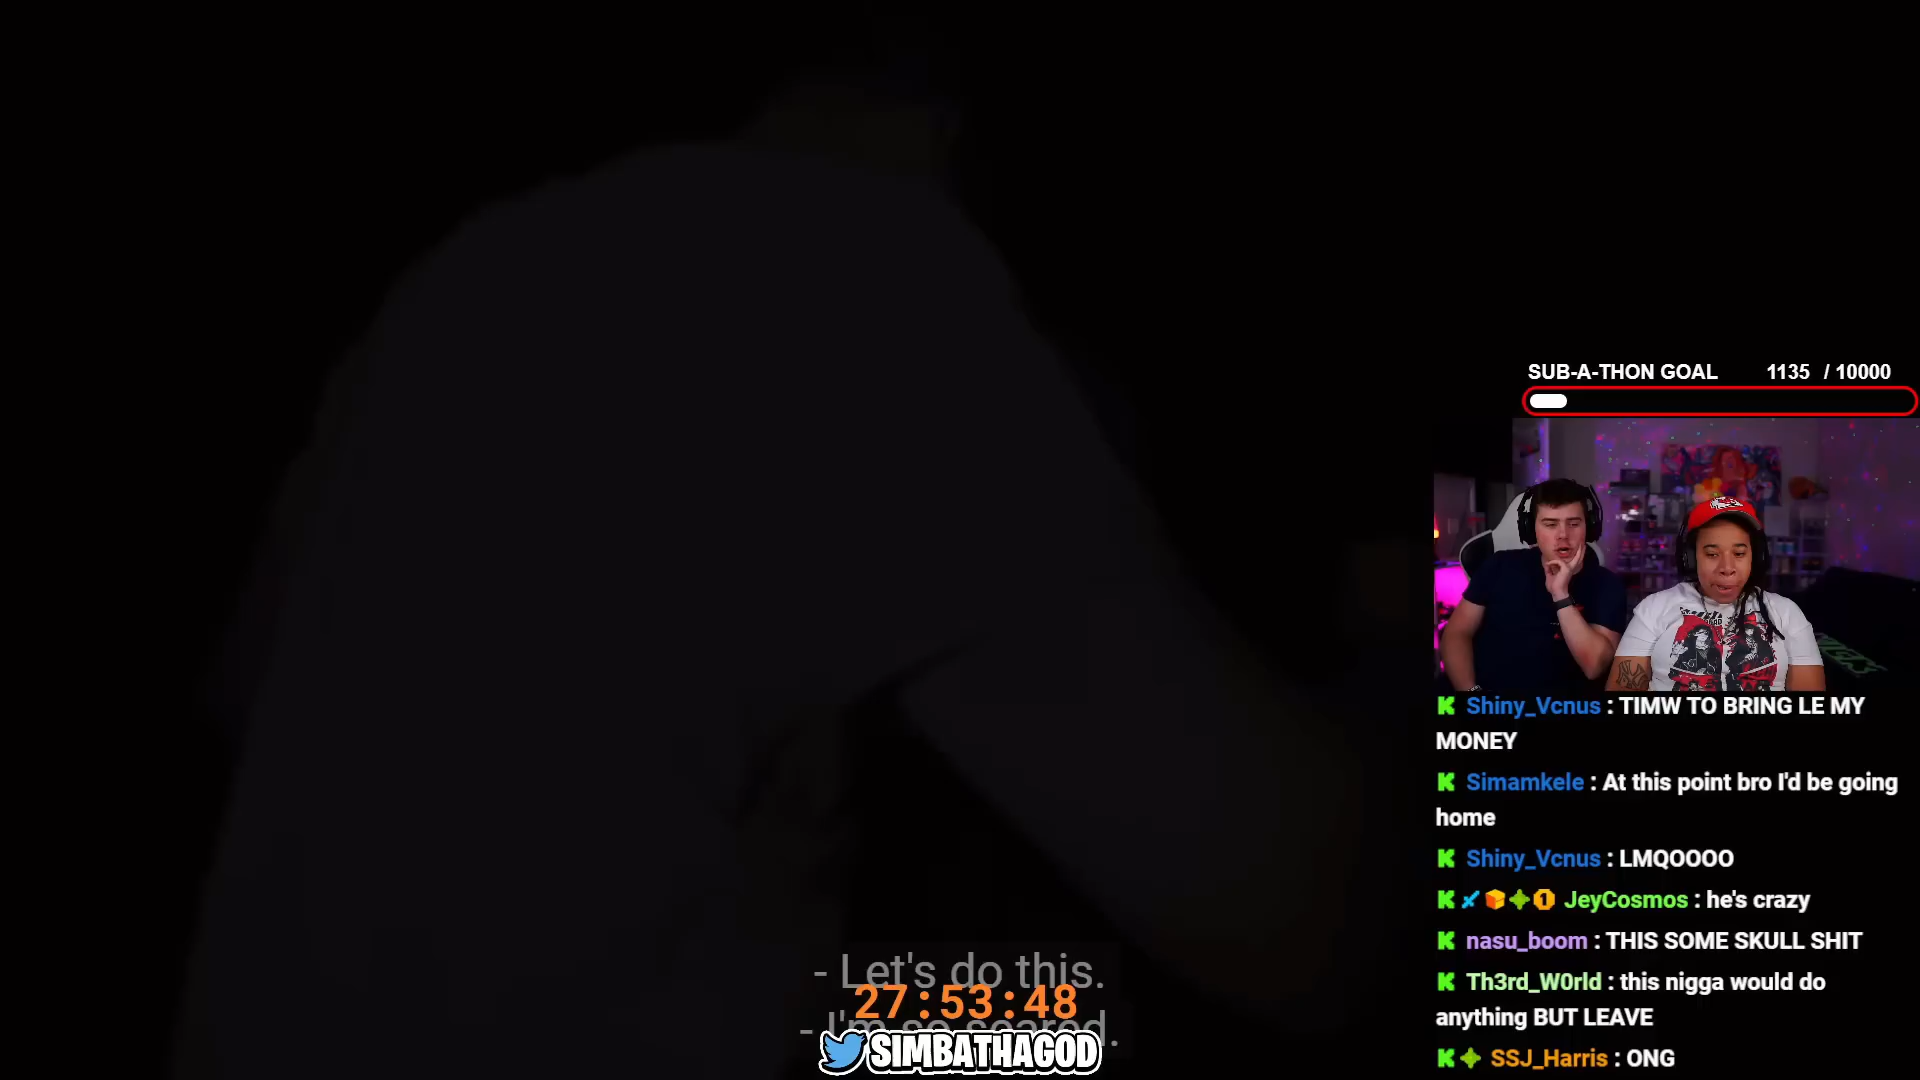 SUB-A-THON GOAL 1135 / 10000
Shiny_Vcnus : TIMW TO BRING LE MY
MONEY
Simamkele : At this point bro I'd be going
home
Shiny_Vcnus : LMQOOOO
JeyCosmos : he's crazy
nasu_boom : THIS SOME SKULL SHIT
Th3rd_W0rld : this nigga would do
anything BUT LEAVE
SSJ_Harris : ONG
- Let's do this.
27:53:48
- I'm so scared.
SIMBATHAGOD